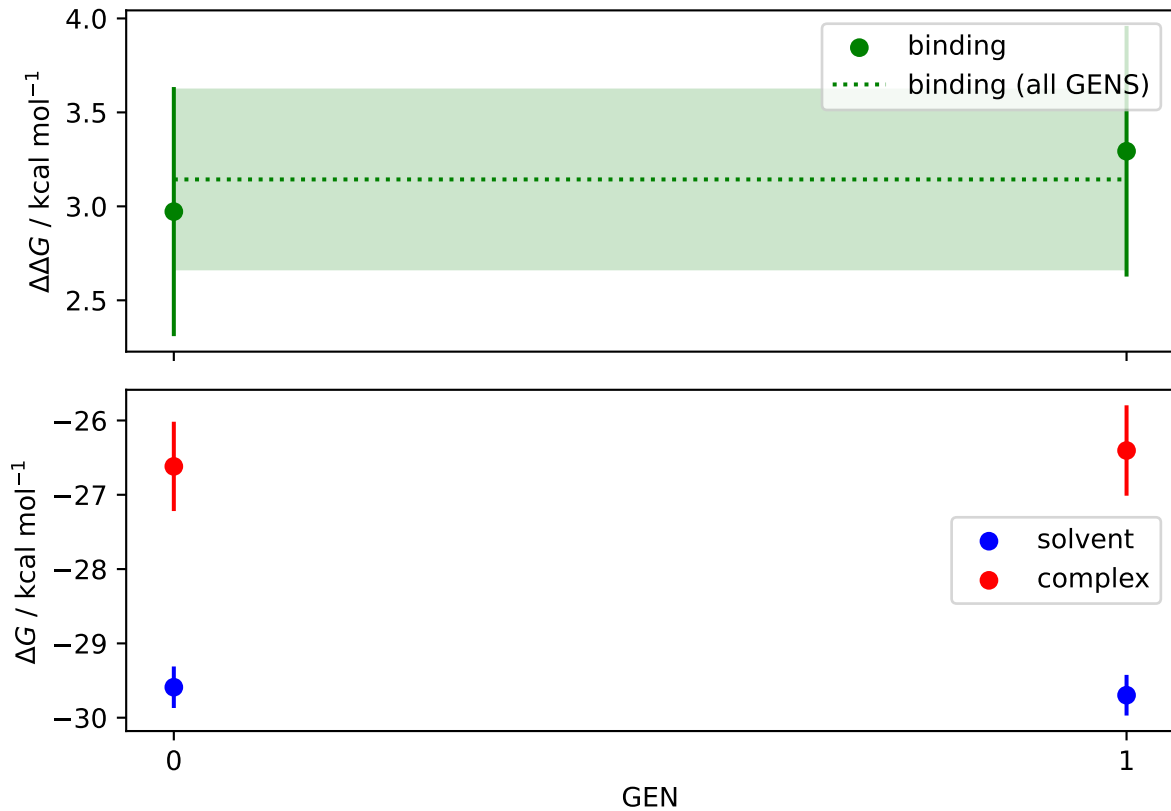 4.0
3.5
3.0
2.5
ΔΔG / kcal mol⁻¹
binding
binding (all GENS)
−26
−27
−28
−29
−30
ΔG / kcal mol⁻¹
solvent
complex
0
1
GEN